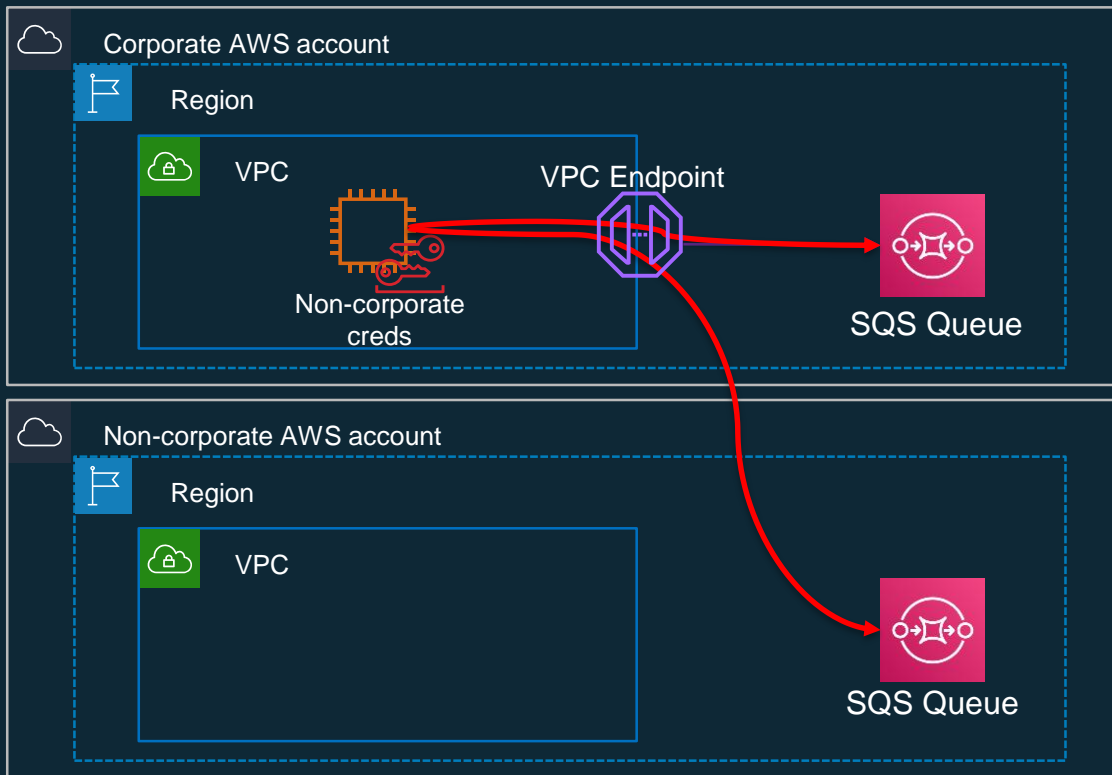 Corporate AWS account
Region
VPC
VPC Endpoint
Non-corporate
creds
SQS Queue
Non-corporate AWS account
Region
VPC
SQS Queue